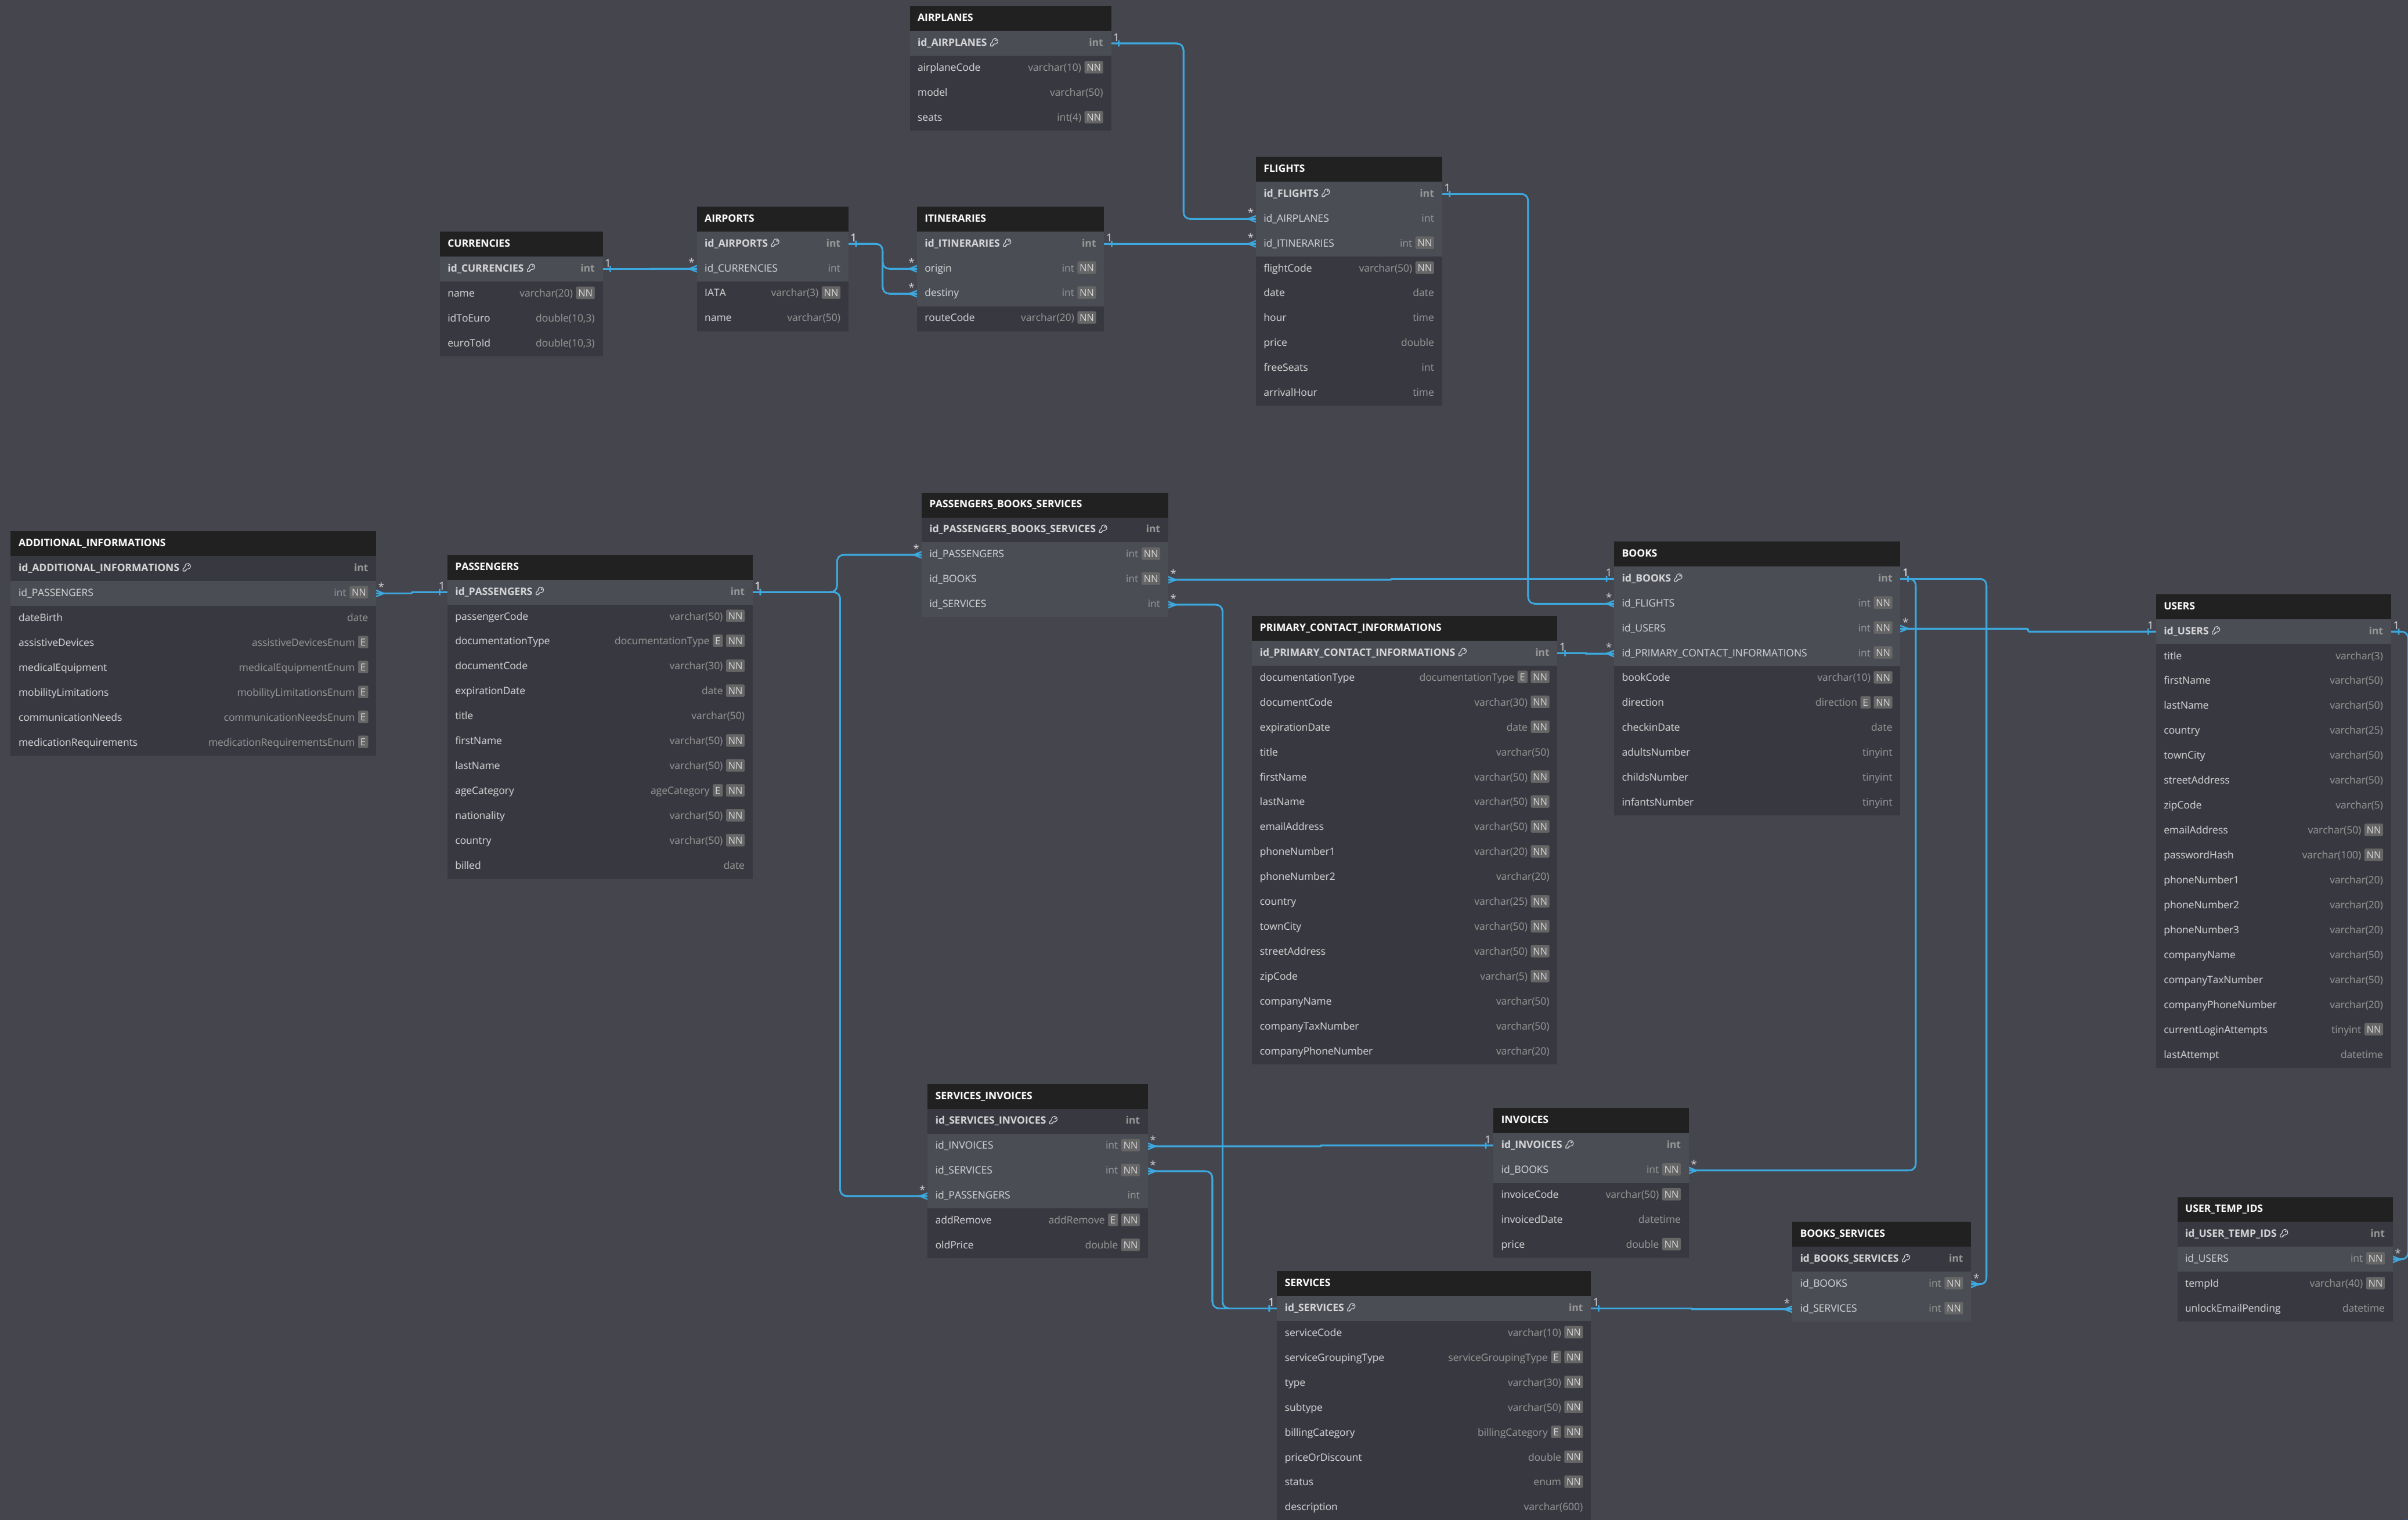 AIRPLANES
id_AIRPLANES int
airplaneCode varchar(10) NN
model varchar(50)
seats int(4) NN
FLIGHTS
id_FLIGHTS int
id_AIRPLANES int
id_ITINERARIES int NN
flightCode varchar(50) NN
date date
hour time
price double
freeSeats int
arrivalHour time
CURRENCIES
id_CURRENCIES int
name varchar(20) NN
idToEuro double(10,3)
euroToId double(10,3)
AIRPORTS
id_AIRPORTS int
id_CURRENCIES int
IATA varchar(3) NN
name varchar(50)
ITINERARIES
id_ITINERARIES int
origin int NN
destiny int NN
routeCode varchar(20) NN
1 *
1 *
1 * *
1 *
1 *
ADDITIONAL_INFORMATIONS
id_ADDITIONAL_INFORMATIONS int
id_PASSENGERS int NN
dateBirth date
assistiveDevices assistiveDevicesEnum E
medicalEquipment medicalEquipmentEnum E
mobilityLimitations mobilityLimitationsEnum E
communicationNeeds communicationNeedsEnum E
medicationRequirements medicationRequirementsEnum E
* 1
PASSENGERS
id_PASSENGERS int
passengerCode varchar(50) NN
documentationType documentationType E NN
documentCode varchar(30) NN
expirationDate date NN
title varchar(50)
firstName varchar(50) NN
lastName varchar(50) NN
ageCategory ageCategory E NN
nationality varchar(50) NN
country varchar(50) NN
billed date
1 * *
PASSENGERS_BOOKS_SERVICES
id_PASSENGERS_BOOKS_SERVICES int
id_PASSENGERS int NN
id_BOOKS int NN
id_SERVICES int
* 1
* 1
PRIMARY_CONTACT_INFORMATIONS
id_PRIMARY_CONTACT_INFORMATIONS int
documentationType documentationType E NN
documentCode varchar(30) NN
expirationDate date NN
title varchar(50)
firstName varchar(50) NN
lastName varchar(50) NN
emailAddress varchar(50) NN
phoneNumber1 varchar(20) NN
phoneNumber2 varchar(20)
country varchar(25) NN
townCity varchar(50) NN
streetAddress varchar(50) NN
zipCode varchar(5) NN
companyName varchar(50)
companyTaxNumber varchar(50)
companyPhoneNumber varchar(20)
1 *
BOOKS
id_BOOKS int
id_FLIGHTS int NN
id_USERS int NN
id_PRIMARY_CONTACT_INFORMATIONS int NN
bookCode varchar(10) NN
direction direction E NN
checkinDate date
adultsNumber tinyint
childsNumber tinyint
infantsNumber tinyint
1
* 1
USERS
id_USERS int
title varchar(3)
firstName varchar(50)
lastName varchar(50)
country varchar(25)
townCity varchar(50)
streetAddress varchar(50)
zipCode varchar(5)
emailAddress varchar(50) NN
passwordHash varchar(100) NN
phoneNumber1 varchar(20)
phoneNumber2 varchar(20)
phoneNumber3 varchar(20)
companyName varchar(50)
companyTaxNumber varchar(50)
companyPhoneNumber varchar(20)
currentLoginAttempts tinyint NN
lastAttempt datetime
1
SERVICES_INVOICES
id_SERVICES_INVOICES int
id_INVOICES int NN
id_SERVICES int NN
id_PASSENGERS int
addRemove addRemove E NN
oldPrice double NN
* 1
*
INVOICES
id_INVOICES int
id_BOOKS int NN
invoiceCode varchar(50) NN
invoicedDate datetime
price double NN
*
SERVICES
id_SERVICES int
serviceCode varchar(10) NN
serviceGroupingType serviceGroupingType E NN
type varchar(30) NN
subtype varchar(50) NN
billingCategory billingCategory E NN
priceOrDiscount double NN
status enum NN
description varchar(600)
1 *
BOOKS_SERVICES
id_BOOKS_SERVICES int
id_BOOKS int NN
id_SERVICES int NN
*
USER_TEMP_IDS
id_USER_TEMP_IDS int
id_USERS int NN
tempId varchar(40) NN
unlockEmailPending datetime
*